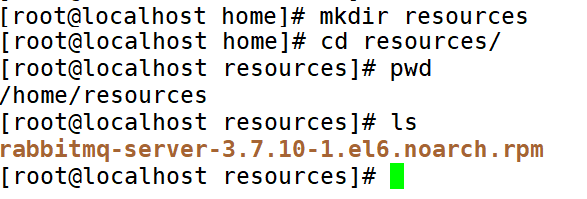 [root@localhost home]# mkdir resources
[root@localhost home]# cd resources/
[root@localhost resources]# pwd
/home/resources
[root@localhost resources]# ls
rabbitmq-server-3.7.10-1.el6.noarch.rpm
[root@localhost resources]#